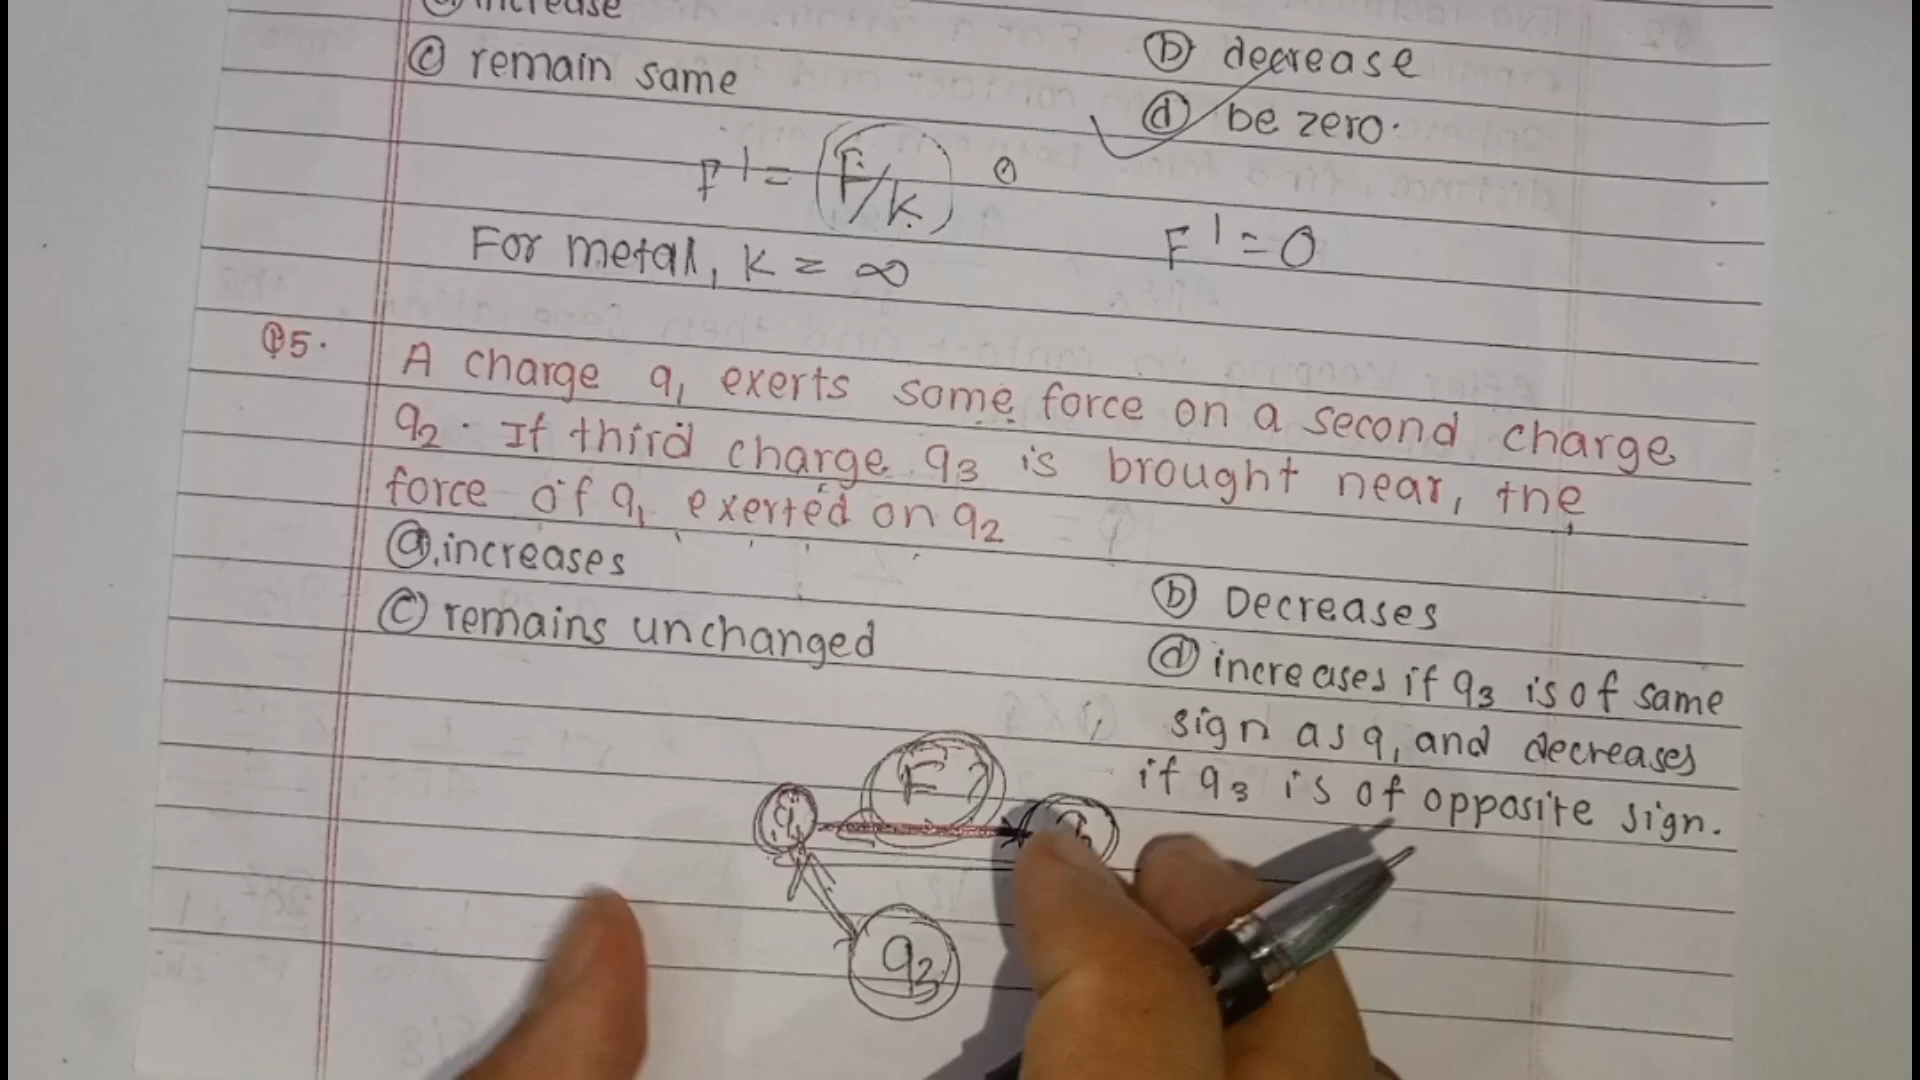 ⓐ increase
ⓑ decrease
ⓒ remain same
ⓓ be zero.
F' = (F/K)
For metal, K = ∞
F' = 0
Q5.
A charge q1 exerts some force on a second charge
q2. If third charge q3 is brought near, the
force of q1 exerted on q2
ⓐ increases
ⓑ Decreases
ⓒ remains unchanged
ⓓ increases if q3 is of same
sign as q1 and decreases
if q3 is of opposite sign.
F
q3